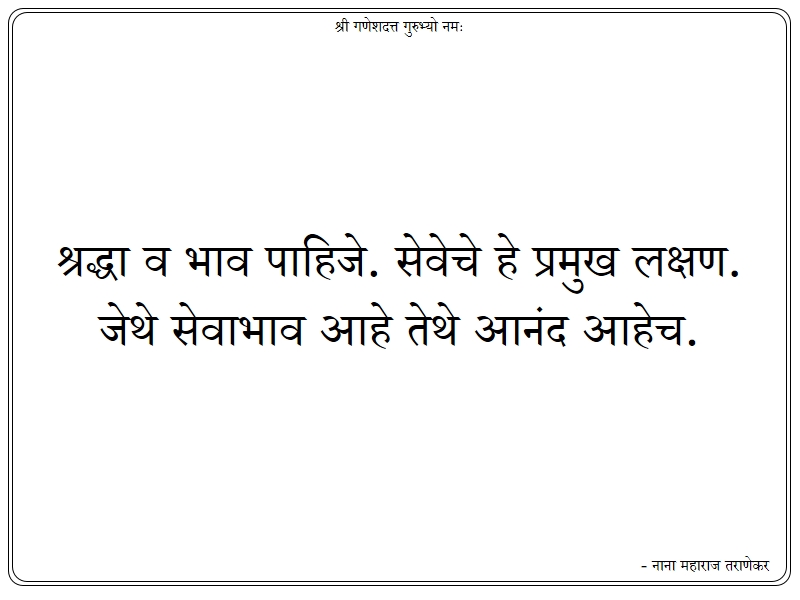 श्री गणेशदत्त गुरुभ्यो नमः
श्रद्धा व भाव पाहिजे. सेवेचे हे प्रमुख लक्षण.
जेथे सेवाभाव आहे तेथे आनंद आहेच.
- नाना महाराज तराणेकर